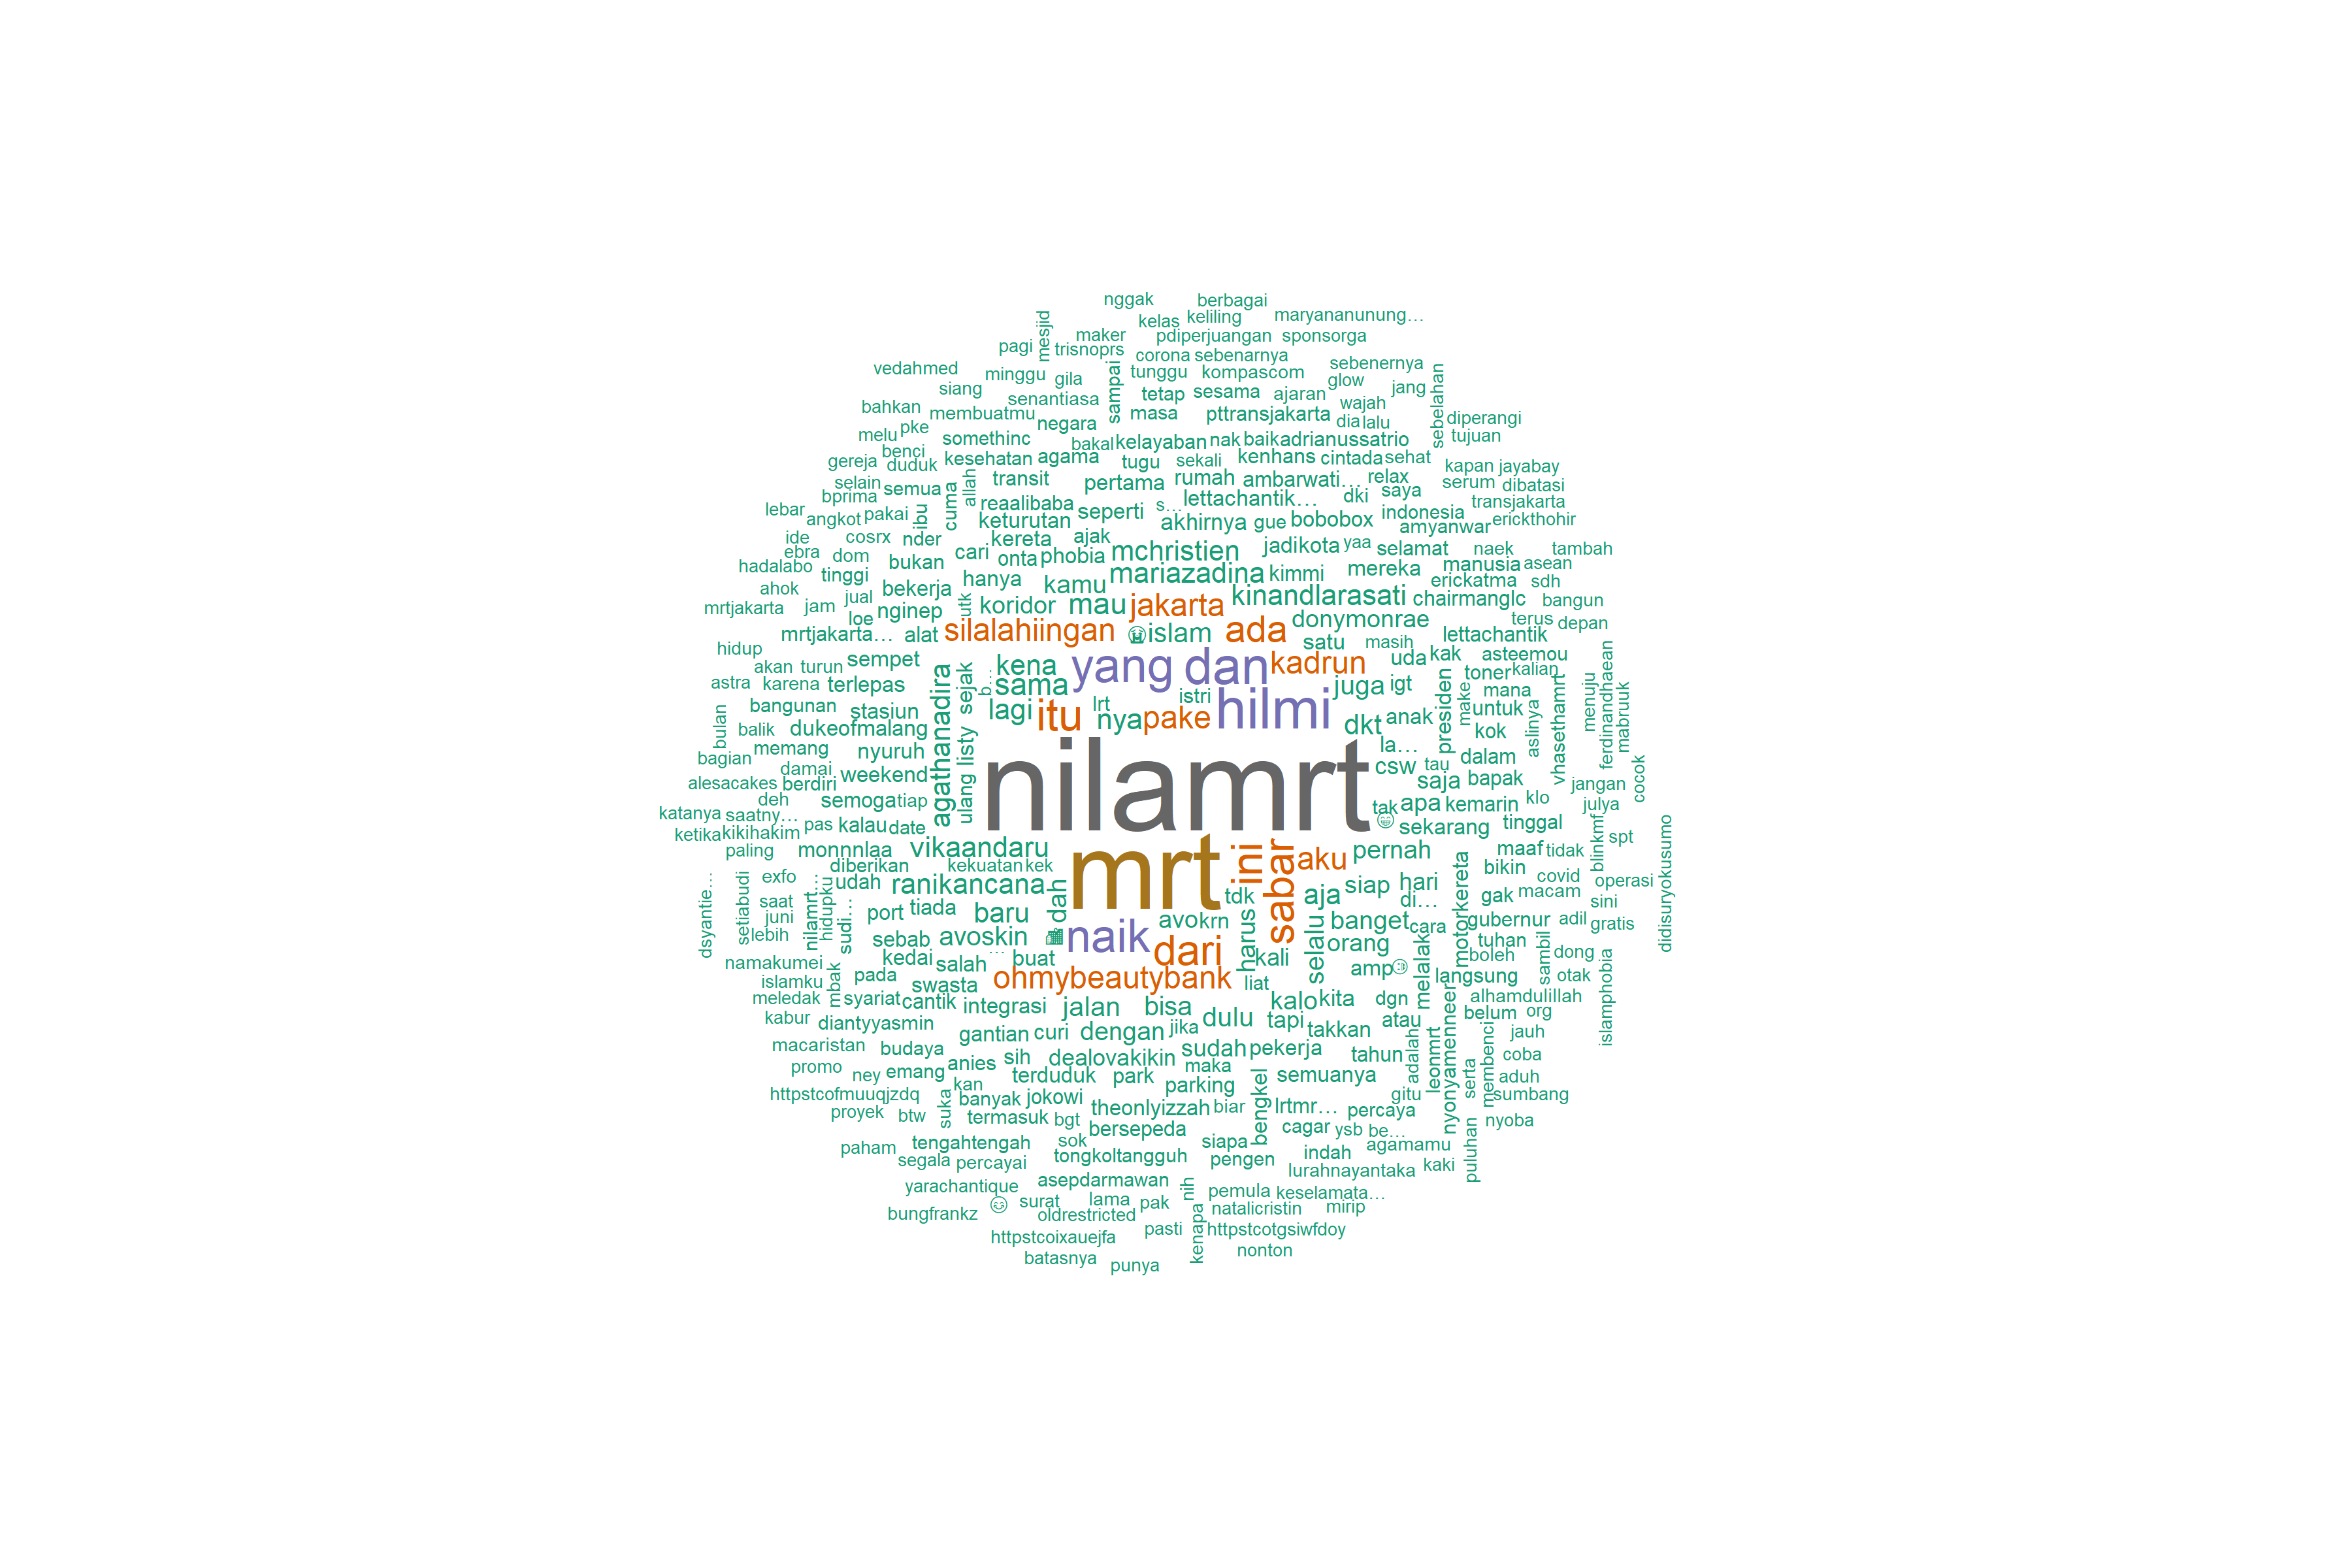 nggak berbagai
mesjid kelas keliling maryananunung…
maker pdiperjuangan sponsorga
pagi trisnoprs corona sebenarnya
vedahmed minggu gila sampai tunggu kompascom sebenernya
siang senantiasa tetap sesama ajaran glow jang sebelahan
bahkan membuatmu negara masa pttransjakarta wajah dia lalu diperangi
melu pke somethinc bakal kelayaban nak baik adrianussatrio tujuan
benci gereja duduk kesehatan agama tugu sekali kenhans cintada sehat kapan jayabay
selain semua allah transit pertama rumah ambarwati… relax serum dibatasi
bprima ibu cuma reaalibaba seperti s… lettachantik… dki saya transjakarta
lebar angkot pakai keturutan akhirnya gue bobobox indonesia amyanwar erickthohir
ide cosrx nder kereta ajak
ebra dom bukan cari onta phobia mchristien jadikota yaa selamat naek tambah
hadalabo tinggi hanya kamu mariazadina kimmi mereka manusia asean
ahok jual bekerja utk erickatma sdh
mrtjakarta jam loe nginep koridor mau jakarta kinandlarasati chairmanglc bangun
mrtjakarta… alat silalahiingan 😭 islam ada donymonrae terus depan
hidup satu masih lettachantik
akan turun sempet kena yang dan kadrun uda kak asteemou
astra karena terlepas agathanadira sejak b… sama juga igt toner kalian
bangunan stasiun lagi itu lrt istri hilmi presiden make mana untuk menuju ferdinandhaean
bulan balik dukeofmalang listy nya pake dkt anak kok aslinya vhasethamrt mabruuk
bagian memang nyuruh la… dalam
damai weekend ulang nilamrt csw tau saja bapak jangan cocok
alesacakes berdiri
deh semoga tiap tak apa kemarin klo julya
katanya saatny… 😁
ketika kikihakim pas kalau date sekarang tinggal blinkmf spt didisuryokusumo
paling monnnlaa vikaandaru mrt ini sabar aku pernah maaf tidak
diberikan kekuatan kek bikin
dsyantie… setiabudi exfo nilamrt… hidupku udah ranikancana dah tdk aja siap hari motorkereta covid operasi
saat sudi… port tiada baru avo krn banget di… gak macam sini
juni cara gubernur adil gratis
lebih sebab avoskin naik harus selalu orang tuhan
namakumei kedai salah … buat dari kali amp melalak langsung boleh sambil dong
islamku mbak pada swasta ohmybeautybank liat otak islamphobia
meledak syariat cantik integrasi jalan bisa kalo kita dgn nyonyamenneer alhamdulillah
kabur diantyyasmin dulu tapi atau belum org
gantian curi dengan jika takkan membenci jauh
macaristan budaya sudah pekerja tahun adalah leonmrt coba
promo ney emang anies sih dealovakikin maka semuanya serta aduh
httpstcofmuuqjzdq kan terduduk park parking bengkel gitu sumbang
proyek btw suka banyak jokowi theonlyizzah biar lrtmr… percaya nyoba
termasuk bgt bersepeda cagar ysb be…
paham tengahtengah sok siapa indah agamamu puluhan
segala percayai tongkoltangguh pengen lurahnayantaka kaki
yarachantique asepdarmawan nih pemula keselamata…
bungfrankz 😊 surat lama pak natalicristin mirip
oldrestricted pasti kenapa httpstcotgsiwfdoy
httpstcoixauejfa
batasnya nonton
punya